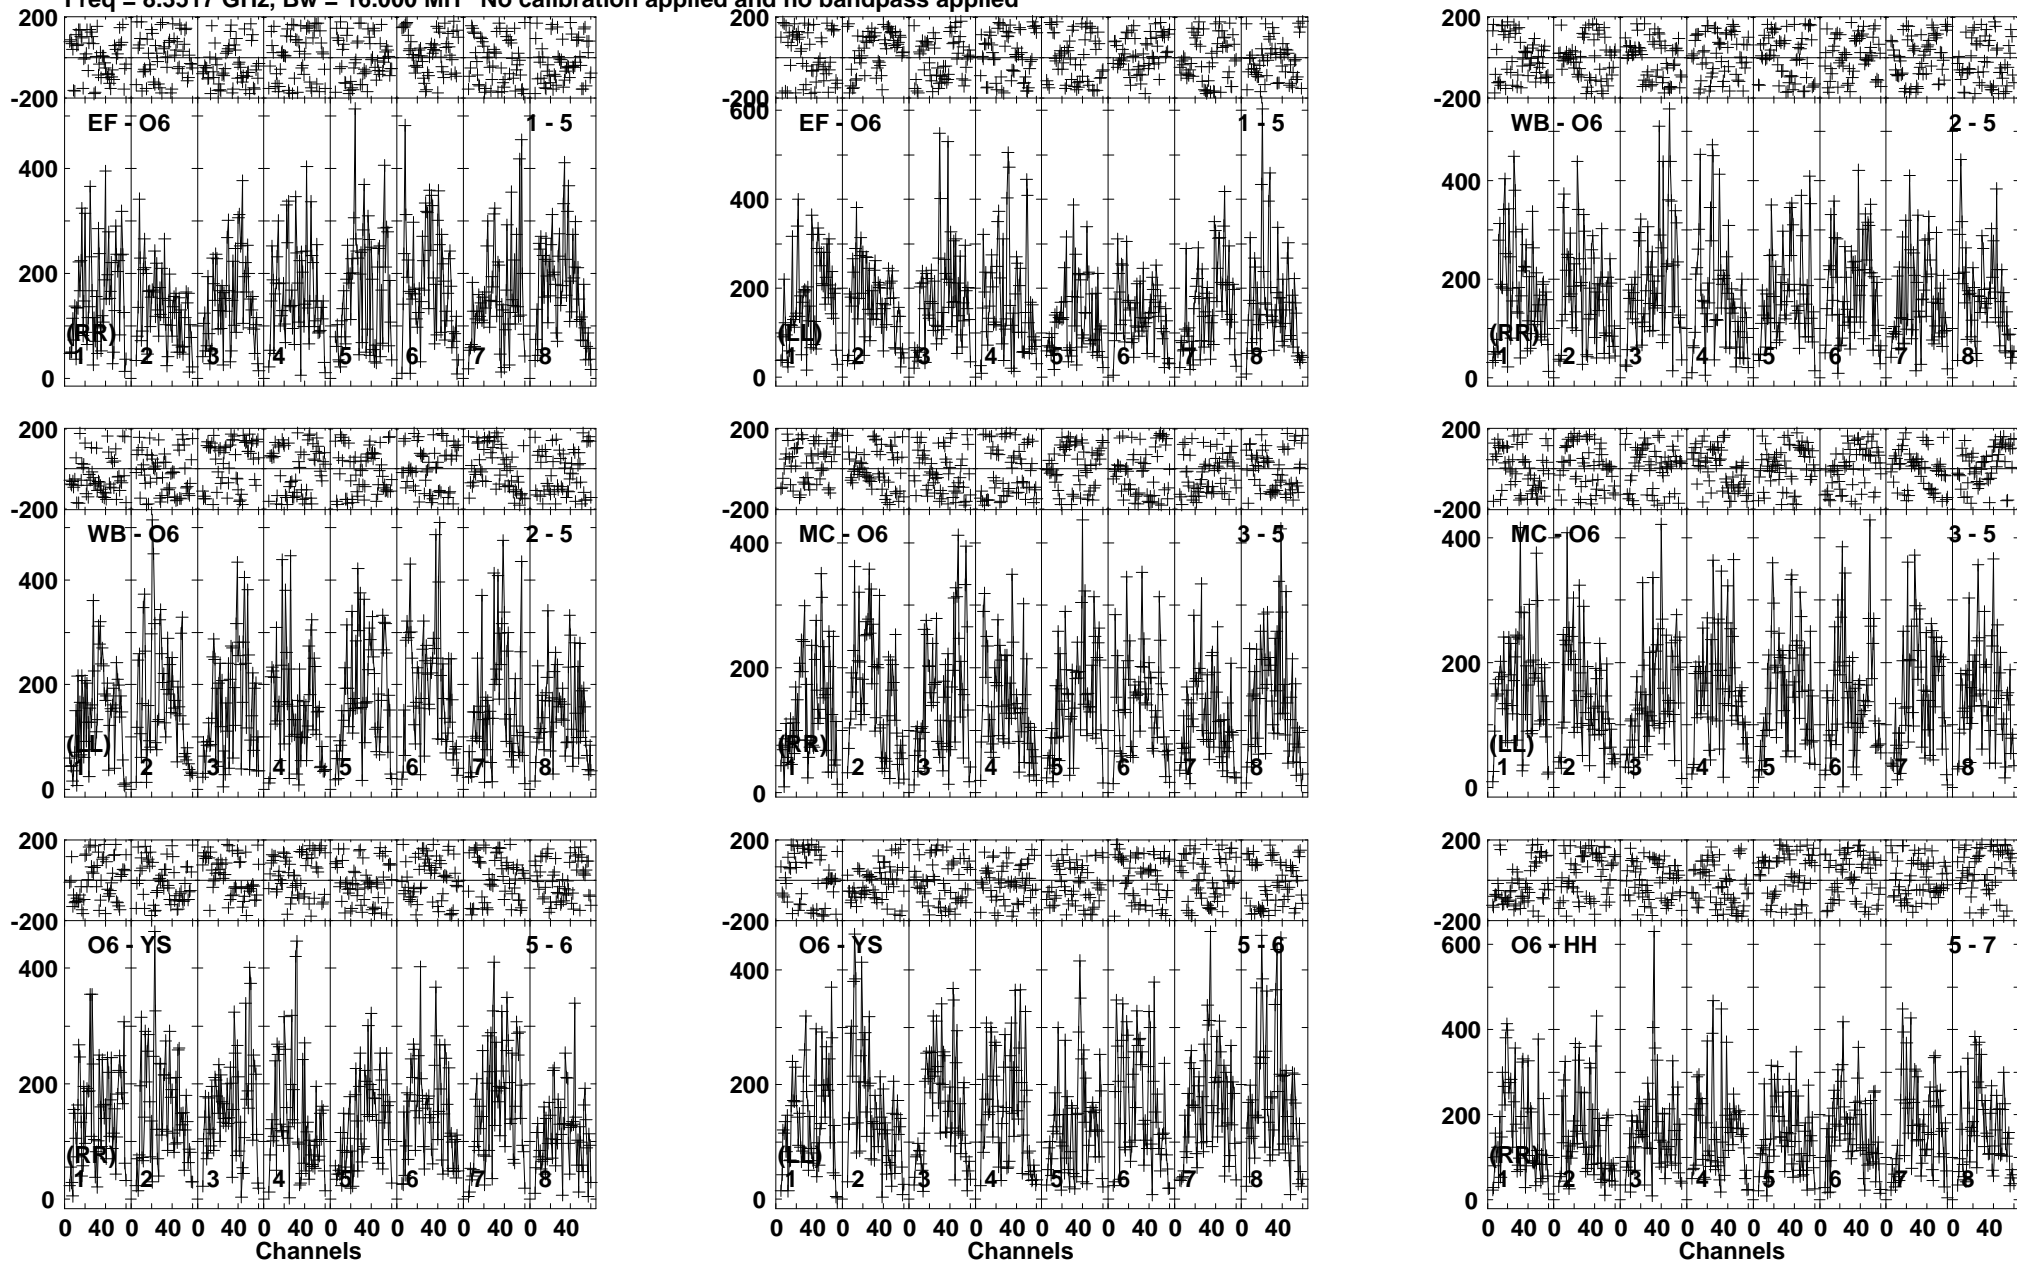 Freq = 8.3517 GHz, Bw = 16.000 MH No calibration applied and no bandpass applied
200 200 200
-200 -200 -200
EF - O6 1 - 5 600 EF - O6 1 - 5 WB - O6 2 - 5
400 400 400
200 200 200
(RR) (LL) (RR)
1 2 3 4 5 6 7 8 1 2 3 4 5 6 7 8 1 2 3 4 5 6 7 8
0 0 0
200 200 200
-200 -200 -200
WB - O6 2 - 5 MC - O6 3 - 5 MC - O6 3 - 5
400 400 400
200 200 200
(LL) (RR) (LL)
1 2 3 4 5 6 7 8 1 2 3 4 5 6 7 8 1 2 3 4 5 6 7 8
0 0 0
200 200 200
-200 -200 -200
O6 - YS 5 - 6 O6 - YS 5 - 6 600 O6 - HH 5 - 7
400 400 400
200 200 200
(RR) (LL) (RR)
1 2 3 4 5 6 7 8 1 2 3 4 5 6 7 8 1 2 3 4 5 6 7 8
0 0 0
0 40 0 40 0 40 0 40 0 40 0 40 0 40 0 40 0 40 0 40 0 40 0 40 0 40 0 40 0 40 0 40 0 40 0 40 0 40 0 40 0 40 0 40 0 40 0 40
Channels Channels